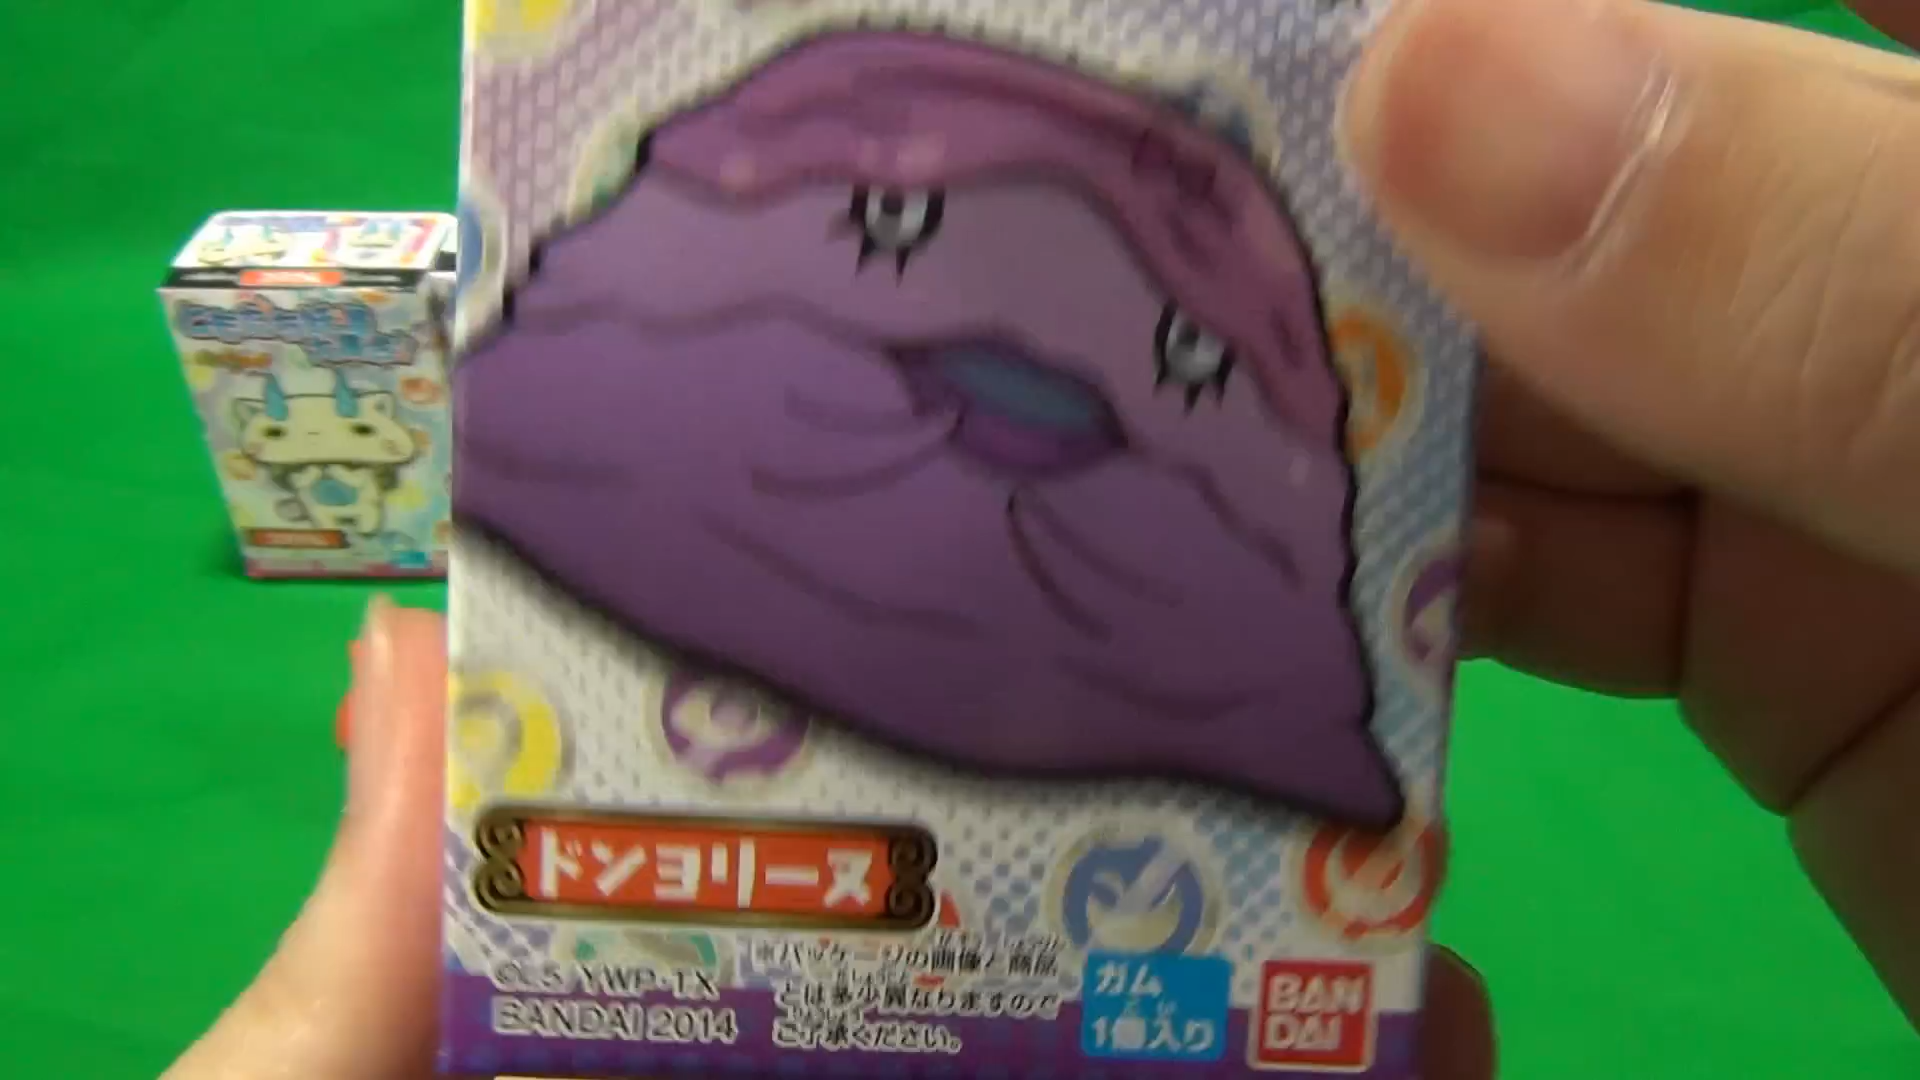 ドンヨリーヌ
©L5/YWP・TX
BANDAI 2014
※パッケージの画像と商品
とは多少異なりますので
ご了承ください。
ガム
1個入り
BAN
DAI